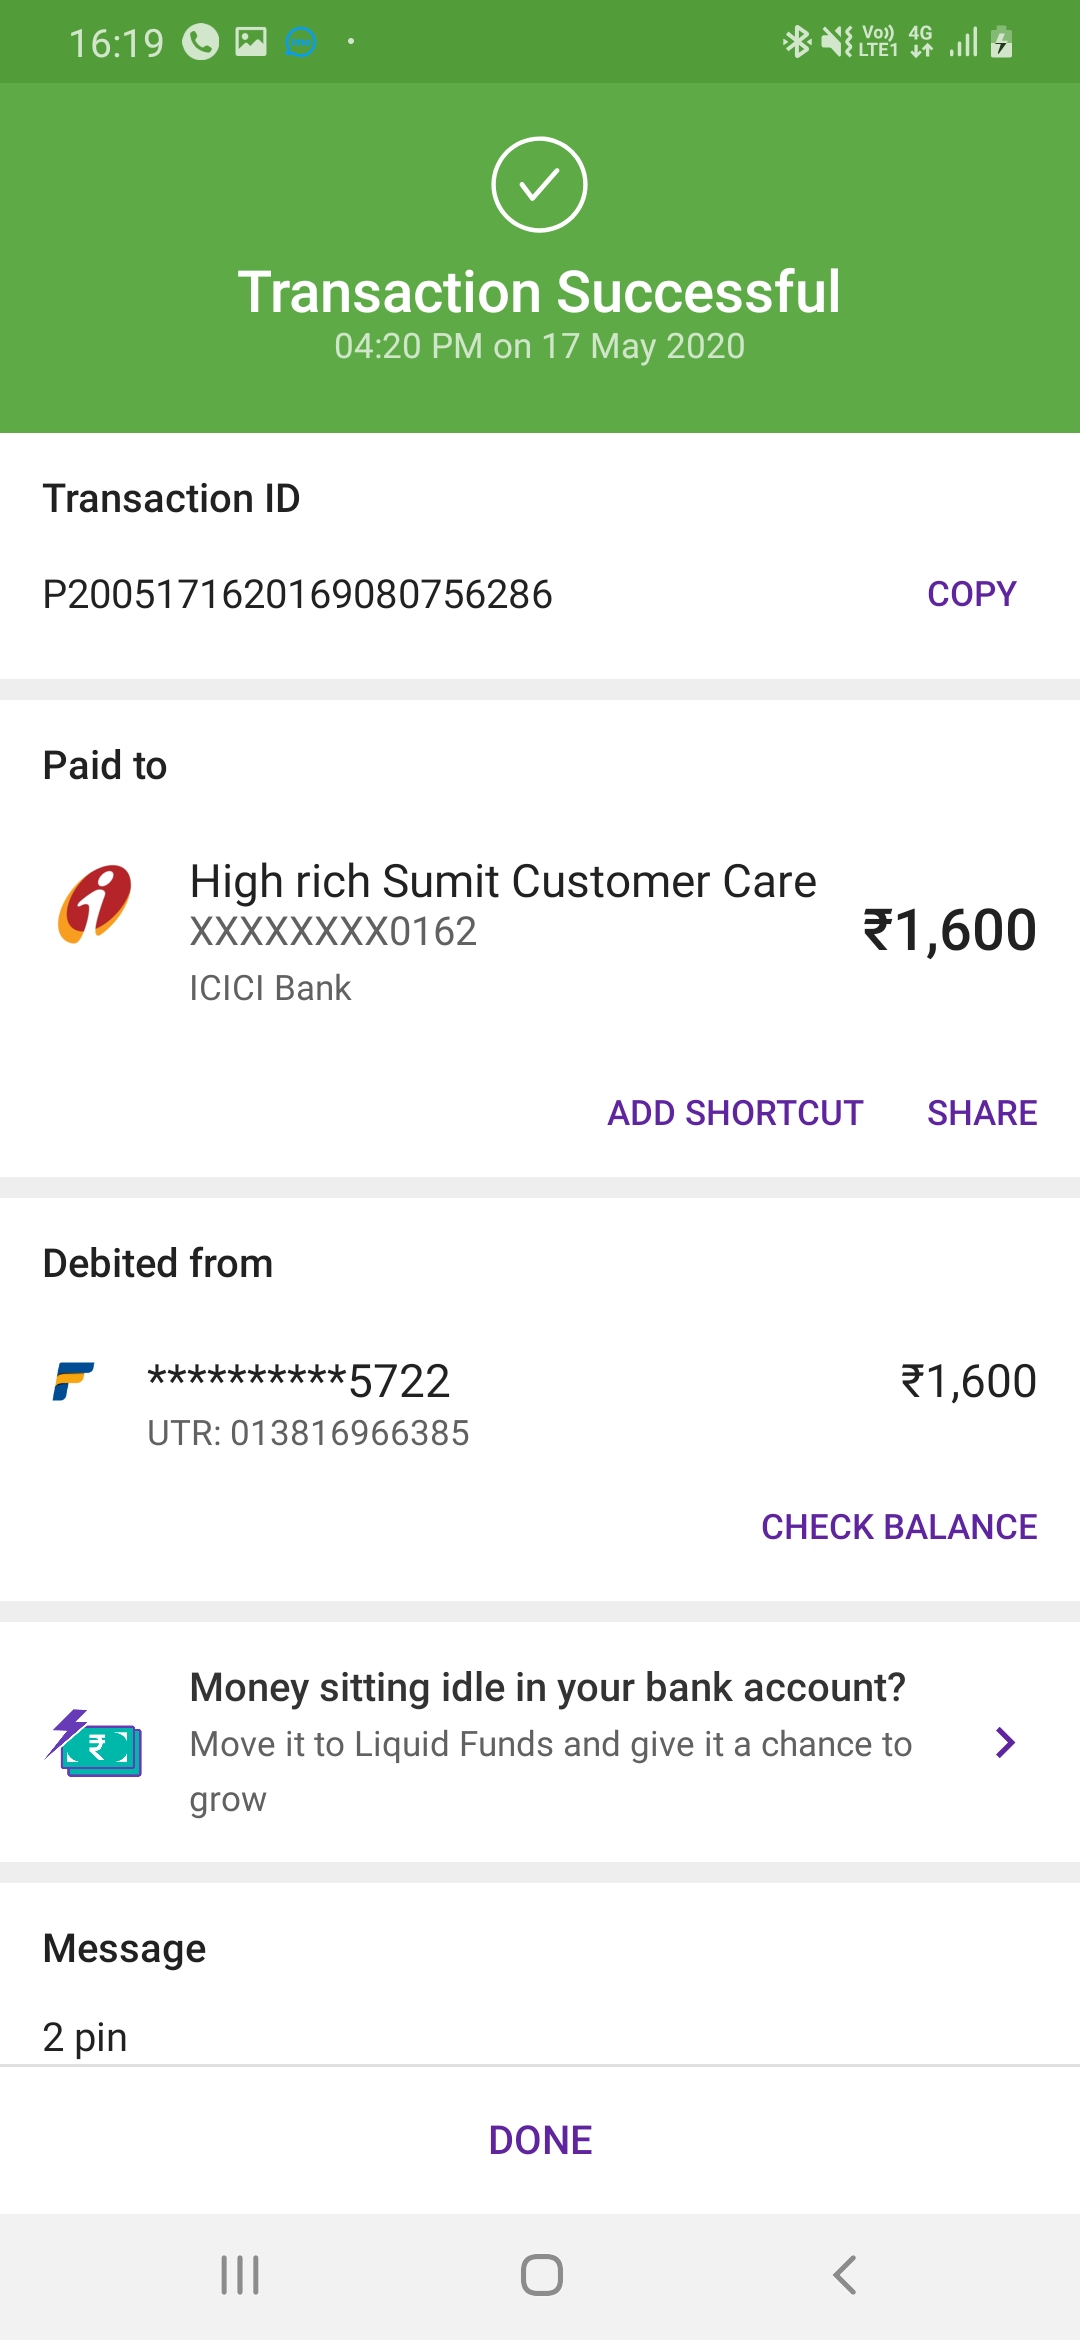 16:19
Vo)) LTE1 4G
Transaction Successful
04:20 PM on 17 May 2020
Transaction ID
P2005171620169080756286
COPY
Paid to
High rich Sumit Customer Care
XXXXXXXX0162
₹1,600
ICICI Bank
ADD SHORTCUT SHARE
Debited from
**********5722
₹1,600
UTR: 013816966385
CHECK BALANCE
Money sitting idle in your bank account?
Move it to Liquid Funds and give it a chance to
grow
Message
2 pin
DONE